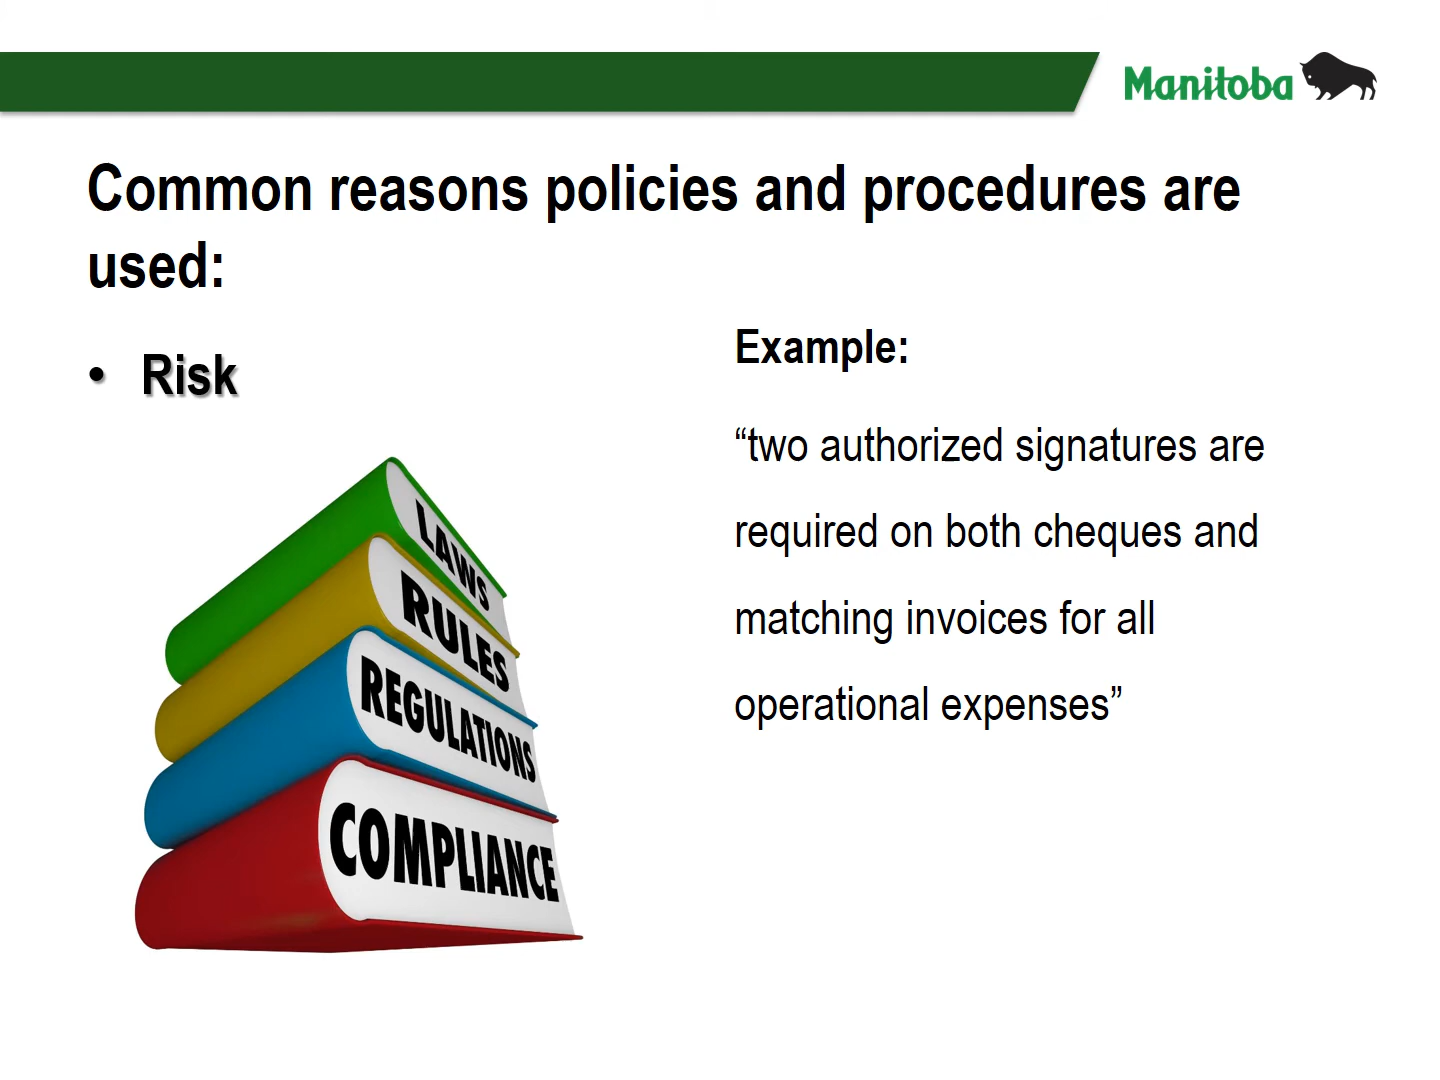 Manitoba
Common reasons policies and procedures are
used:
• Risk
LAWS
RULES
REGULATIONS
COMPLIANCE
Example:
“two authorized signatures are
required on both cheques and
matching invoices for all
operational expenses”